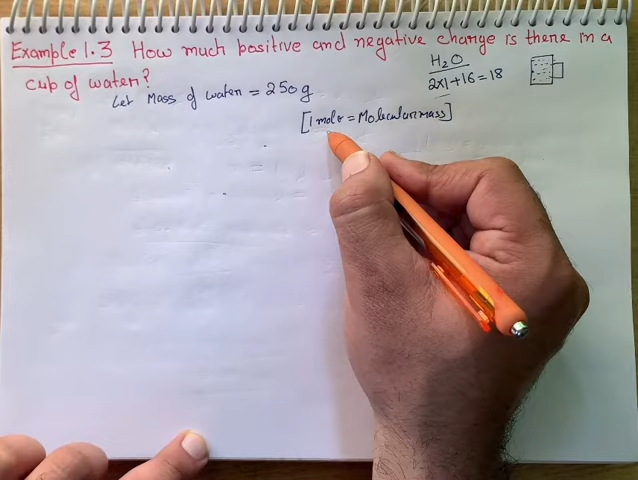 Example 1.3 How much positive and negative charge is there in a
cup of water?
H₂O
2x1+16=18
Let Mass of water = 250g
[1 mole = Molecular mass]